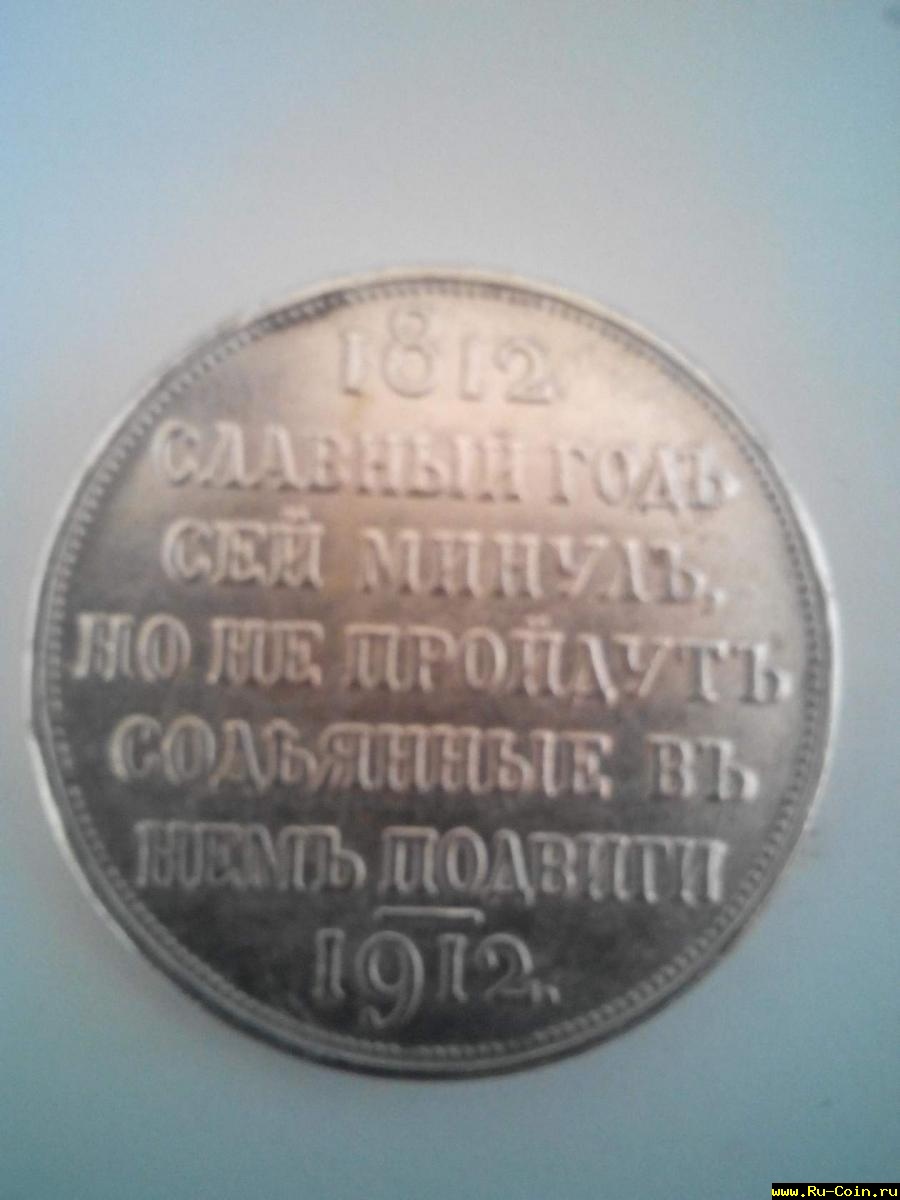 1812
СЛАВНЫЙ ГОДЪ
СЕЙ МИНУЛЪ,
НО НЕ ПРОЙДУТЪ
СОДѢЯННЫЕ ВЪ
НЕМЪ ПОДВИГИ
1912.
www.Ru-Coin.ru